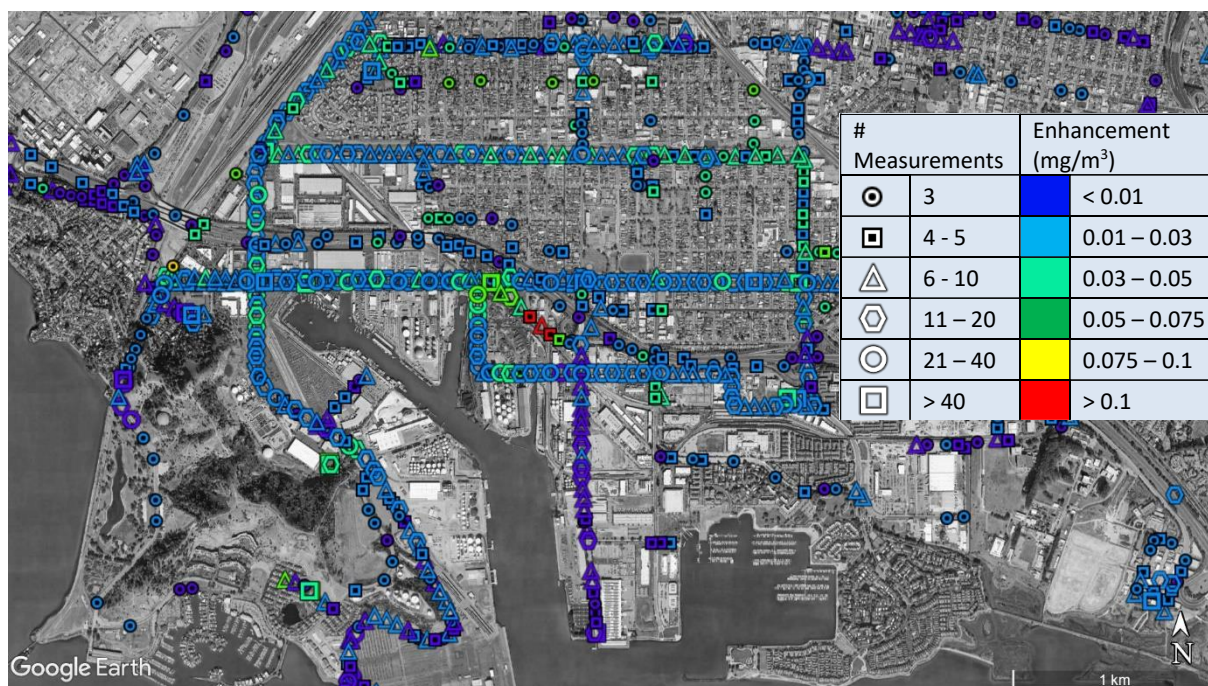 # Measurements
Enhancement (mg/m³)
3
< 0.01
4 - 5
0.01 – 0.03
6 - 10
0.03 – 0.05
11 – 20
0.05 – 0.075
21 – 40
0.075 – 0.1
> 40
> 0.1
N
Google Earth
1 km